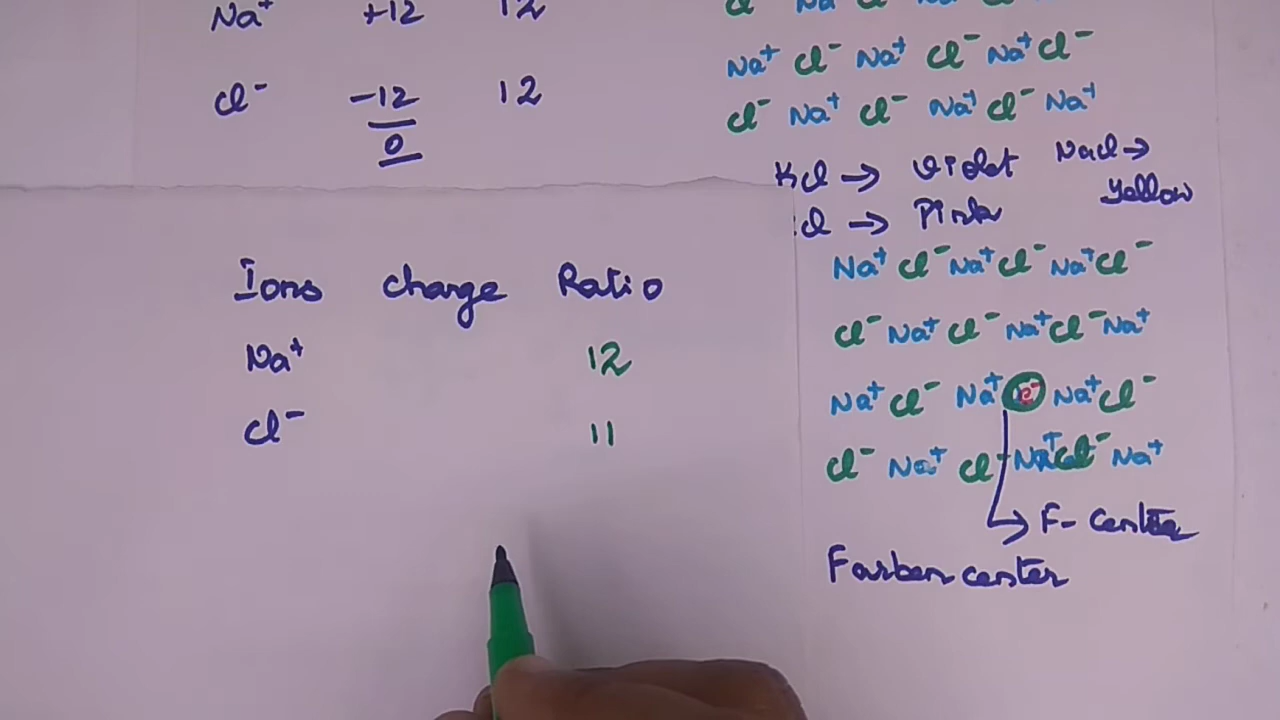 Na⁺ +12 12
Cl⁻ -12 12
0
Na⁺ Cl⁻ Na⁺ Cl⁻ Na⁺ Cl⁻
Cl⁻ Na⁺ Cl⁻ Na⁺ Cl⁻ Na⁺
KCl → Violet NaCl →
Yellow
Cl → Pink
Ions charge Ratio
Na⁺ 12
Cl⁻ 11
Na⁺ Cl⁻ Na⁺ Cl⁻ Na⁺ Cl⁻
Cl⁻ Na⁺ Cl⁻ Na⁺ Cl⁻ Na⁺
Na⁺ Cl⁻ Na⁺ e⁻ Na⁺ Cl⁻
Cl⁻ Na⁺ Cl⁻ Na⁺ Cl⁻ Na⁺
→ F-Centre
Farben center